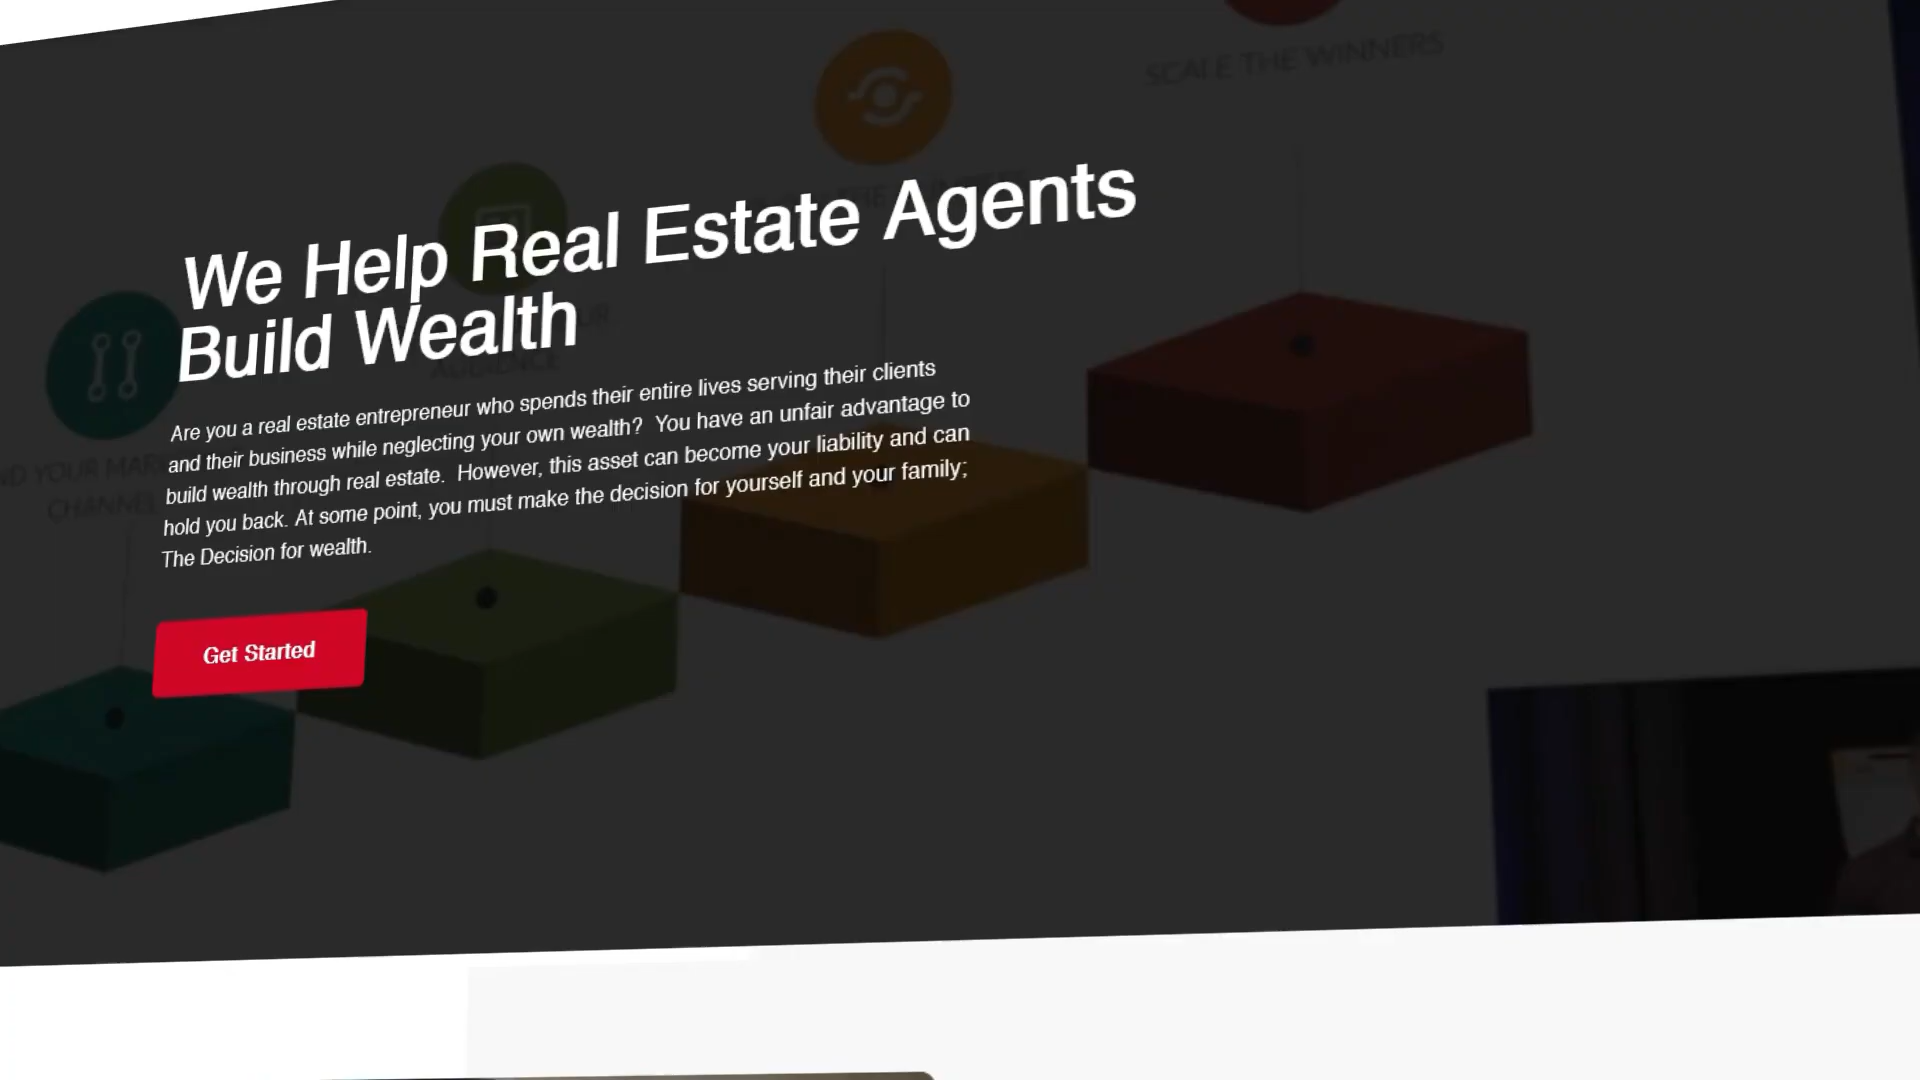 SCALE THE WINNERS
We Help Real Estate Agents
Build Wealth
AUDIENCE
Are you a real estate entrepreneur who spends their entire lives serving their clients
and their business while neglecting your own wealth?  You have an unfair advantage to
build wealth through real estate.  However, this asset can become your liability and can
hold you back. At some point, you must make the decision for yourself and your family;
The Decision for wealth.
YOUR
CHANNEL
Get Started